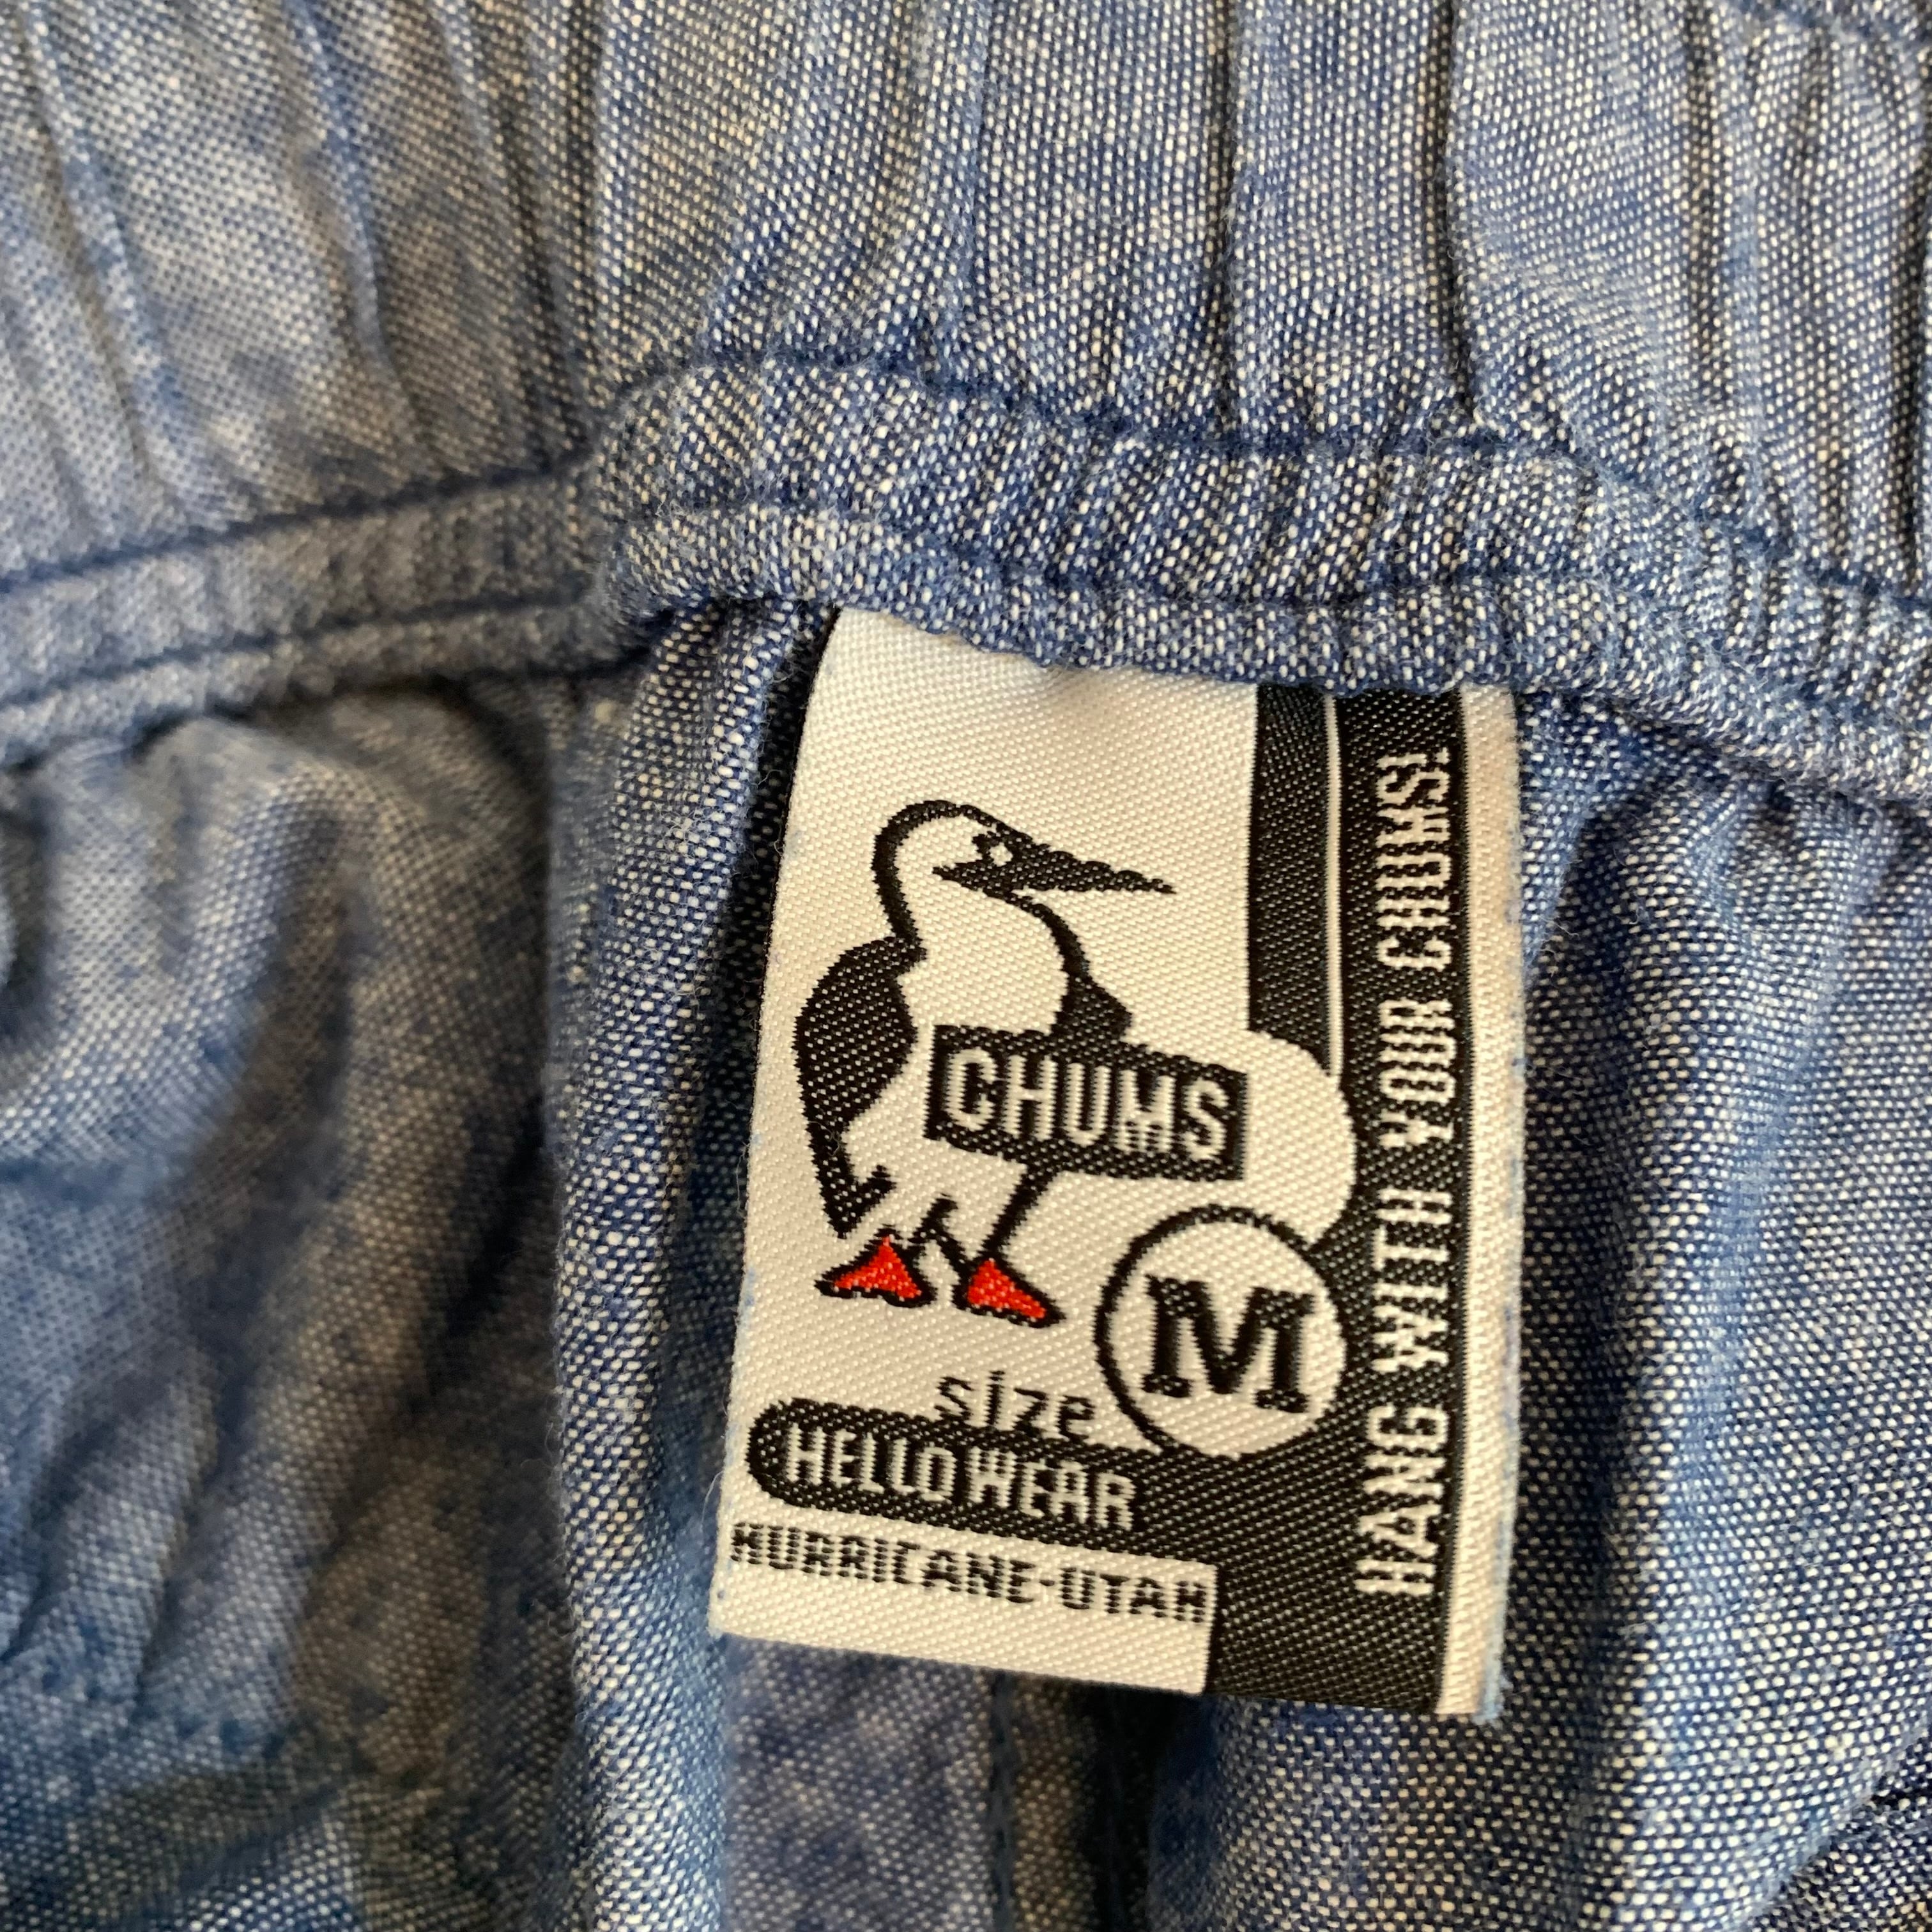 CHUMS
M
size
HELLO WEAR
HURRICANE-UTAH
HANG WITH YOUR CHUMS!